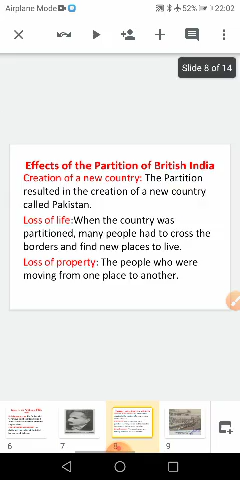 Airplane Mode
52%
22:02
Slide 8 of 14
Effects of the Partition of British India
Creation of a new country: The Partition
resulted in the creation of a new country
called Pakistan.
Loss of life:When the country was
partitioned, many people had to cross the
borders and find new places to live.
Loss of property: The people who were
moving from one place to another.
6
7
8
9